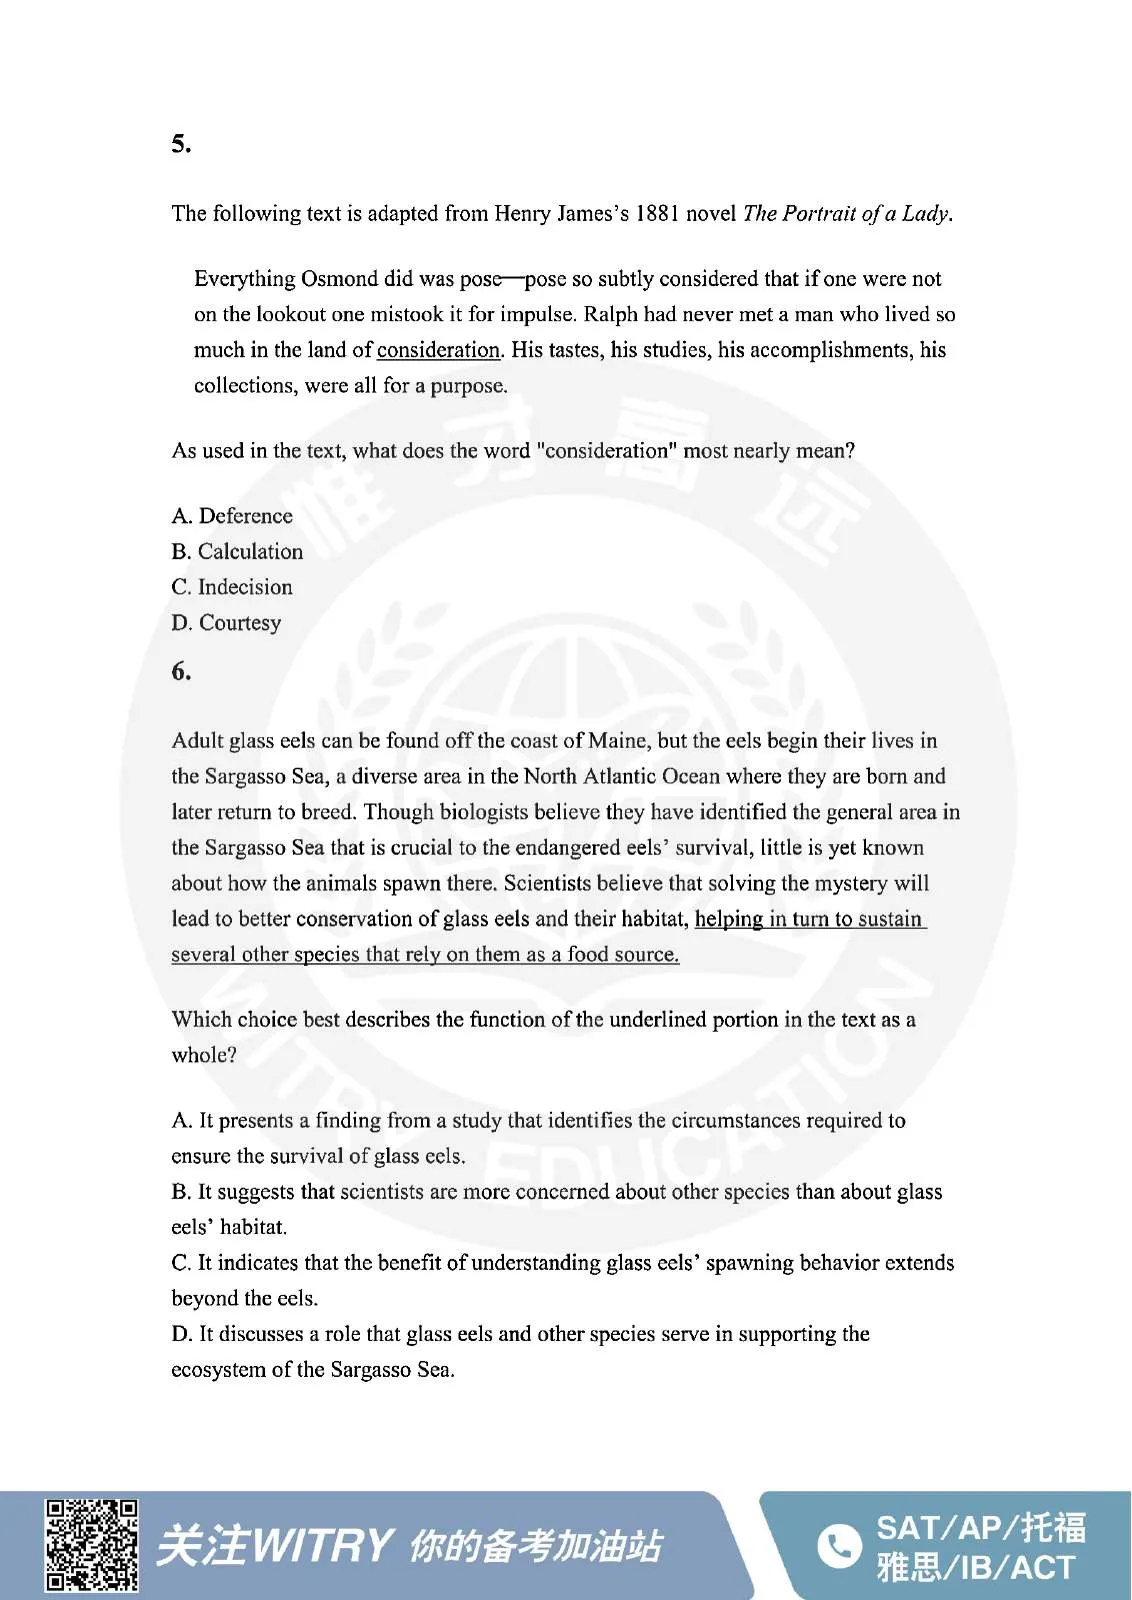 5.
The following text is adapted from Henry James's 1881 novel The Portrait of a Lady.
Everything Osmond did was pose—pose so subtly considered that if one were not
on the lookout one mistook it for impulse. Ralph had never met a man who lived so
much in the land of consideration. His tastes, his studies, his accomplishments, his
collections, were all for a purpose.
As used in the text, what does the word "consideration" most nearly mean?
A. Deference
B. Calculation
C. Indecision
D. Courtesy
6.
Adult glass eels can be found off the coast of Maine, but the eels begin their lives in
the Sargasso Sea, a diverse area in the North Atlantic Ocean where they are born and
later return to breed. Though biologists believe they have identified the general area in
the Sargasso Sea that is crucial to the endangered eels' survival, little is yet known
about how the animals spawn there. Scientists believe that solving the mystery will
lead to better conservation of glass eels and their habitat, helping in turn to sustain
several other species that rely on them as a food source.
Which choice best describes the function of the underlined portion in the text as a
whole?
A. It presents a finding from a study that identifies the circumstances required to
ensure the survival of glass eels.
B. It suggests that scientists are more concerned about other species than about glass
eels' habitat.
C. It indicates that the benefit of understanding glass eels' spawning behavior extends
beyond the eels.
D. It discusses a role that glass eels and other species serve in supporting the
ecosystem of the Sargasso Sea.
惟才高远
WITRY EDUCATION
关注WITRY 你的备考加油站
SAT/AP/托福
雅思/IB/ACT